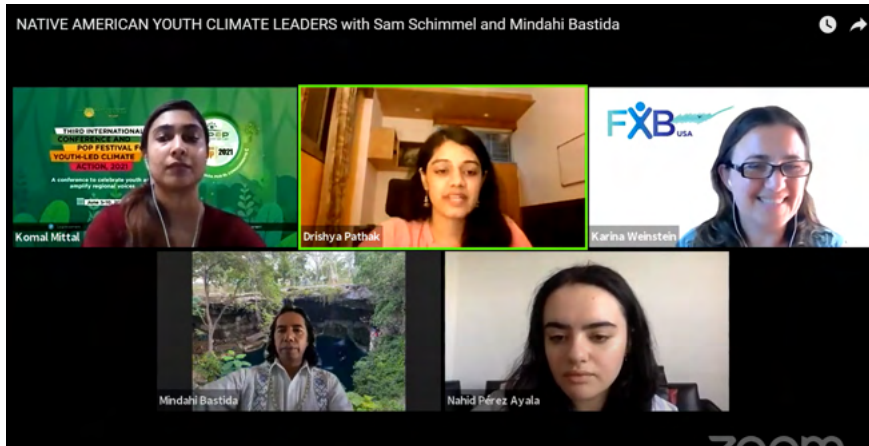 NATIVE AMERICAN YOUTH CLIMATE LEADERS with Sam Schimmel and Mindahi Bastida
THIRD INTERNATIONAL
CONFERENCE AND
POP FESTIVAL FO
YOUTH-LED CLIMATE
ACTION, 2021
A conference to celebrate youth
amplify regional voices
2021
Komal Mittal
Drishya Pathak
FXB
USA
Karina Weinstein
Mindahi Bastida
Nahid Pérez Ayala
zoom